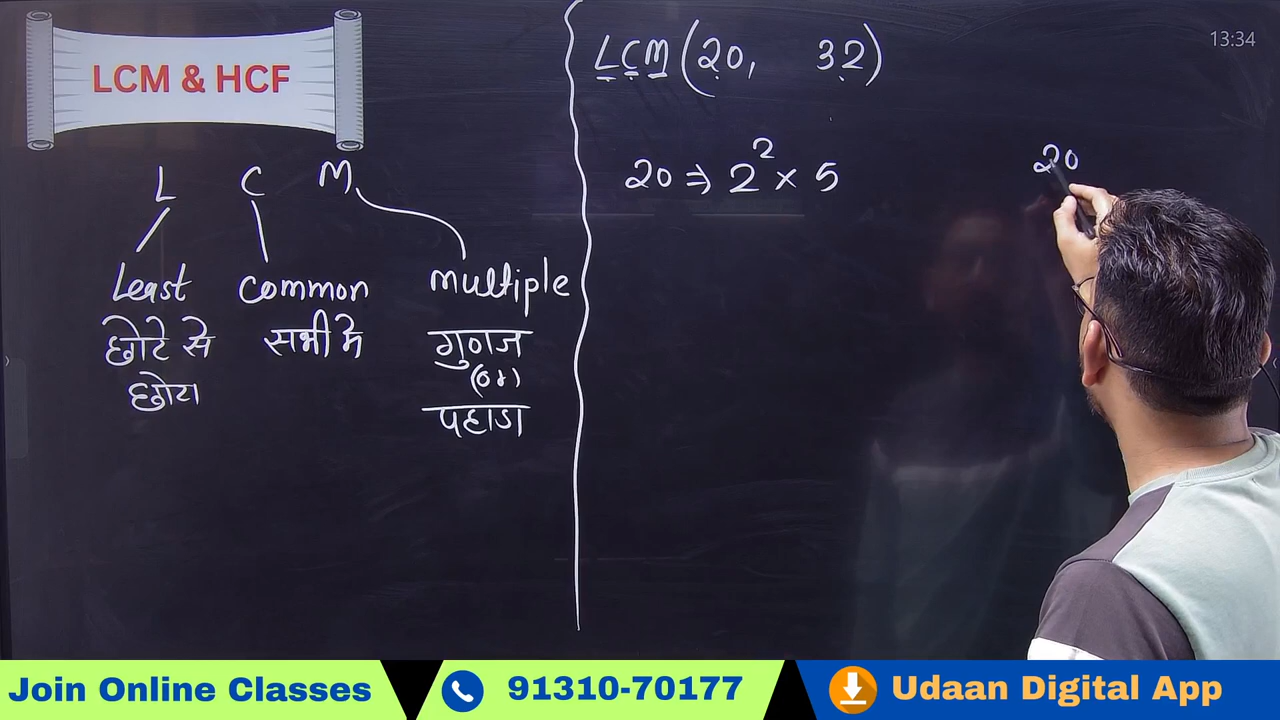 LCM & HCF
L C M
Least common multiple
छोटे से सभी में गुणज
छोटा (or)
पहाडा
LCM (20, 32)
20 ⇒ 2² × 5
20
13:34
Join Online Classes
91310-70177
Udaan Digital App